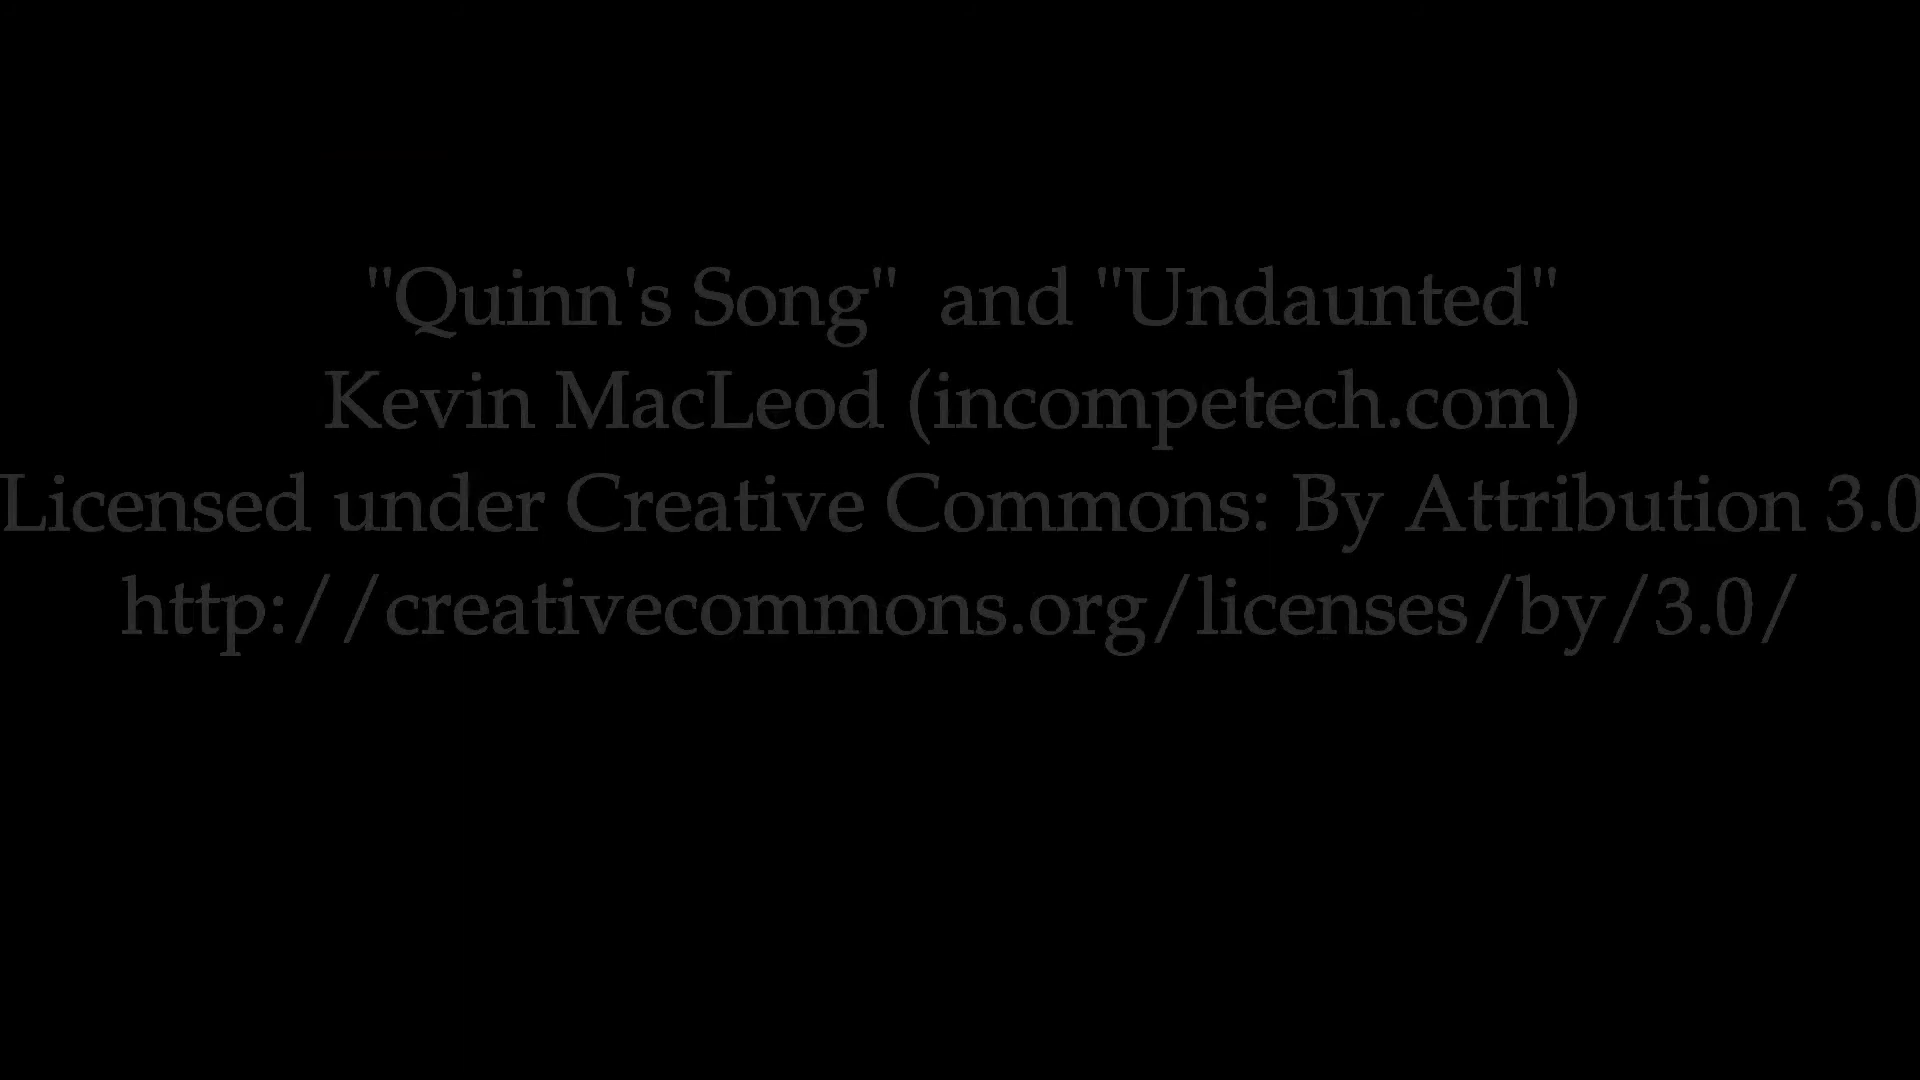 "Quinn's Song"  and "Undaunted"
Kevin MacLeod (incompetech.com)
Licensed under Creative Commons: By Attribution 3.0
http://creativecommons.org/licenses/by/3.0/